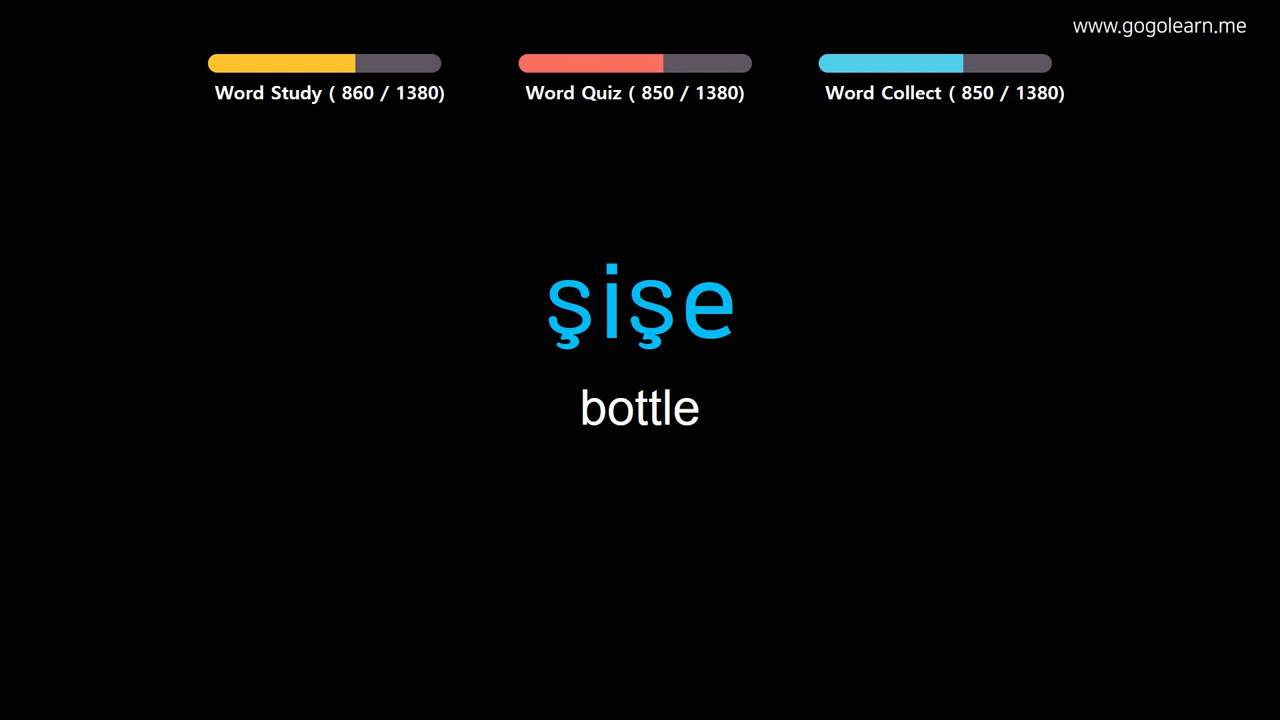 www.gogolearn.me
Word Study ( 860 / 1380)
Word Quiz ( 850 / 1380)
Word Collect ( 850 / 1380)
şişe
bottle